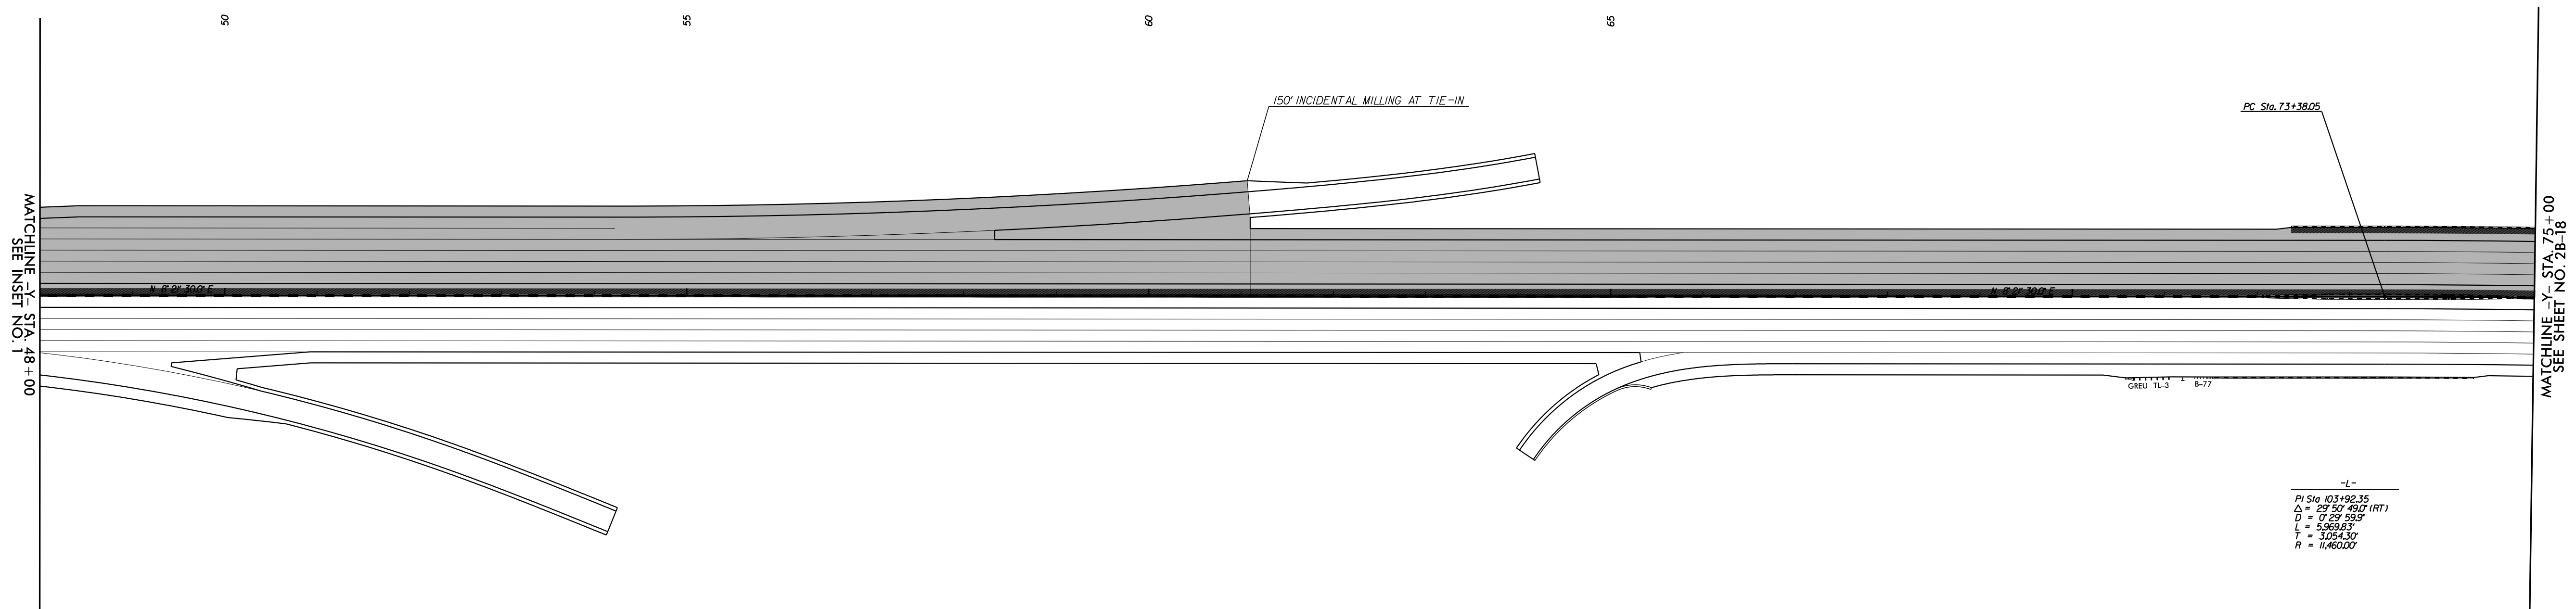 50
55
60
65
150' INCIDENTAL MILLING AT TIE-IN
PC Sta. 73+38.05
MATCHLINE -Y- STA. 48+00
SEE INSET NO. 1
N 8° 21' 30.0" E
N 8° 21' 30.0" E
MATCHLINE -Y- STA. 75+00
SEE SHEET NO. 2B-18
GREU TL-3
B-77
-L-
PI Sta 103+92.35
Δ = 29° 50' 49.0" (RT)
D = 0° 29' 59.9"
L = 5,969.83'
T = 3,054.30'
R = 11,460.00'